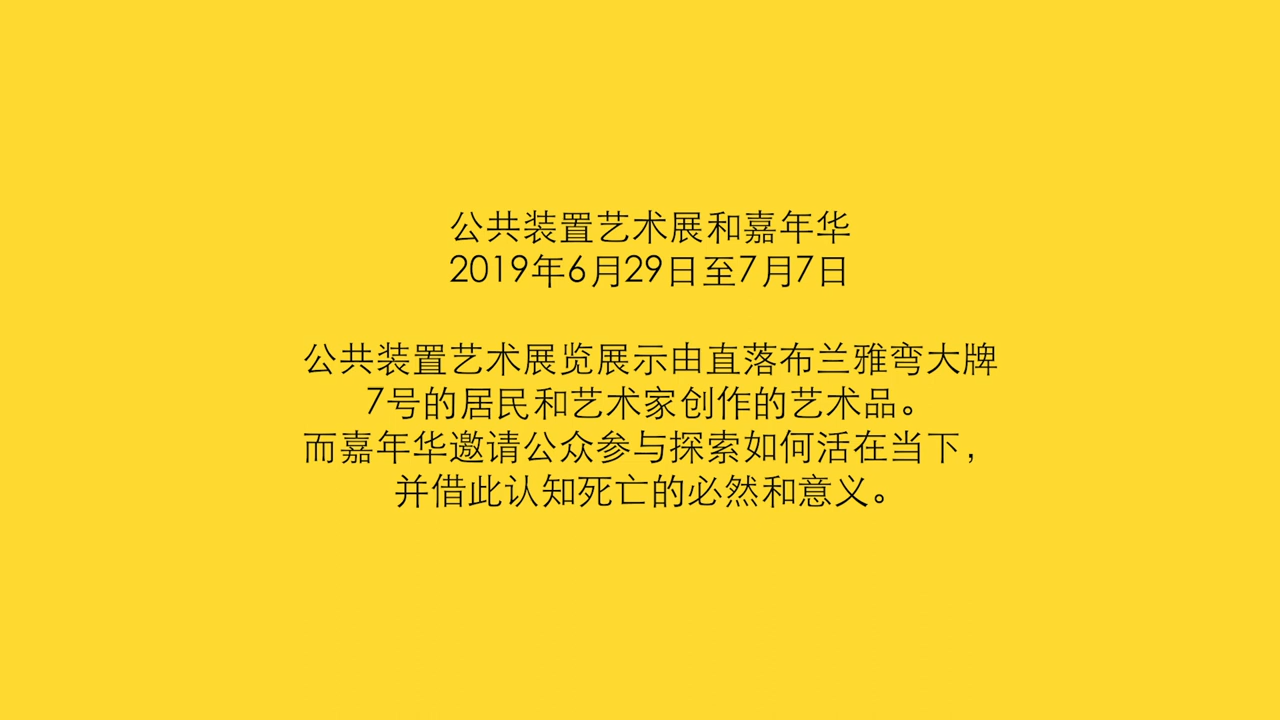 公共装置艺术展和嘉年华
2019年6月29日至7月7日
公共装置艺术展览展示由直落布兰雅弯大牌
7号的居民和艺术家创作的艺术品。
而嘉年华邀请公众参与探索如何活在当下，
并借此认知死亡的必然和意义。